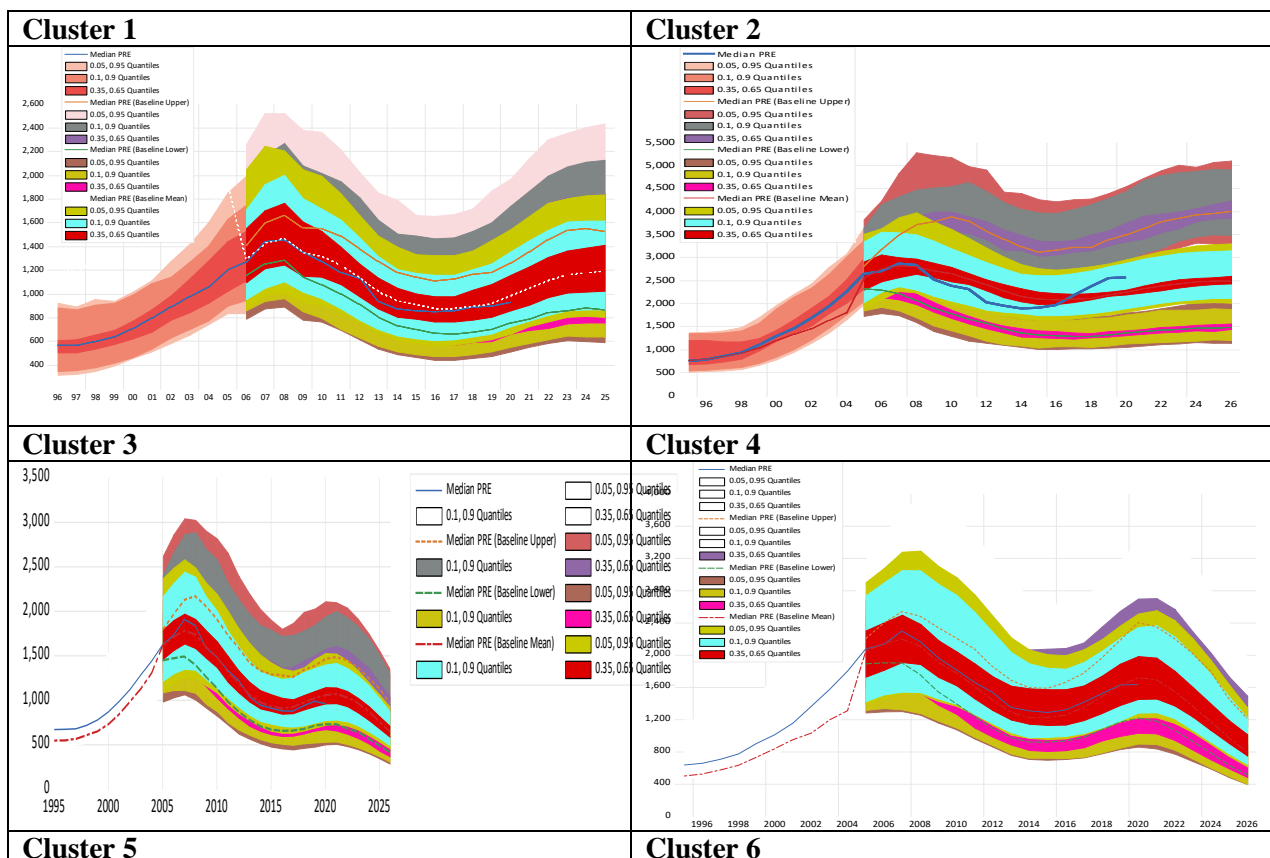 Cluster 1
Median PRE
0.05, 0.95 Quantiles
0.1, 0.9 Quantiles
0.35, 0.65 Quantiles
Median PRE (Baseline Upper)
0.05, 0.95 Quantiles
0.1, 0.9 Quantiles
0.35, 0.65 Quantiles
Median PRE (Baseline Lower)
0.05, 0.95 Quantiles
0.1, 0.9 Quantiles
0.35, 0.65 Quantiles
Median PRE (Baseline Mean)
0.05, 0.95 Quantiles
0.1, 0.9 Quantiles
0.35, 0.65 Quantiles
2,600
2,400
2,200
2,000
1,800
1,600
1,400
1,200
1,000
800
600
400
96 97 98 99 00 01 02 03 04 05 06 07 08 09 10 11 12 13 14 15 16 17 18 19 20 21 22 23 24 25
Cluster 2
Median PRE
0.05, 0.95 Quantiles
0.1, 0.9 Quantiles
0.35, 0.65 Quantiles
Median PRE (Baseline Upper)
0.05, 0.95 Quantiles
0.1, 0.9 Quantiles
0.35, 0.65 Quantiles
Median PRE (Baseline Lower)
0.05, 0.95 Quantiles
0.1, 0.9 Quantiles
0.35, 0.65 Quantiles
Median PRE (Baseline Mean)
0.05, 0.95 Quantiles
0.1, 0.9 Quantiles
0.35, 0.65 Quantiles
5,500
5,000
4,500
4,000
3,500
3,000
2,500
2,000
1,500
1,000
500
0
96 98 00 02 04 06 08 10 12 14 16 18 20 22 24 26
Cluster 3
3,500
3,000
2,500
2,000
1,500
1,000
500
0
1995 2000 2005 2010 2015 2020 2025
Median PRE
0.05, 0.95 Quantiles
0.1, 0.9 Quantiles
0.35, 0.65 Quantiles
Median PRE (Baseline Upper)
0.05, 0.95 Quantiles
0.1, 0.9 Quantiles
0.35, 0.65 Quantiles
Median PRE (Baseline Lower)
0.05, 0.95 Quantiles
0.1, 0.9 Quantiles
0.35, 0.65 Quantiles
Median PRE (Baseline Mean)
0.05, 0.95 Quantiles
0.1, 0.9 Quantiles
0.35, 0.65 Quantiles
Cluster 4
Median PRE
0.05, 0.95 Quantiles
0.1, 0.9 Quantiles
0.35, 0.65 Quantiles
Median PRE (Baseline Upper)
0.05, 0.95 Quantiles
0.1, 0.9 Quantiles
0.35, 0.65 Quantiles
Median PRE (Baseline Lower)
0.05, 0.95 Quantiles
0.1, 0.9 Quantiles
0.35, 0.65 Quantiles
Median PRE (Baseline Mean)
0.05, 0.95 Quantiles
0.1, 0.9 Quantiles
0.35, 0.65 Quantiles
4,000
3,600
3,200
2,800
2,400
2,000
1,600
1,200
800
400
0
1996 1998 2000 2002 2004 2006 2008 2010 2012 2014 2016 2018 2020 2022 2024 2026
Cluster 5
Cluster 6